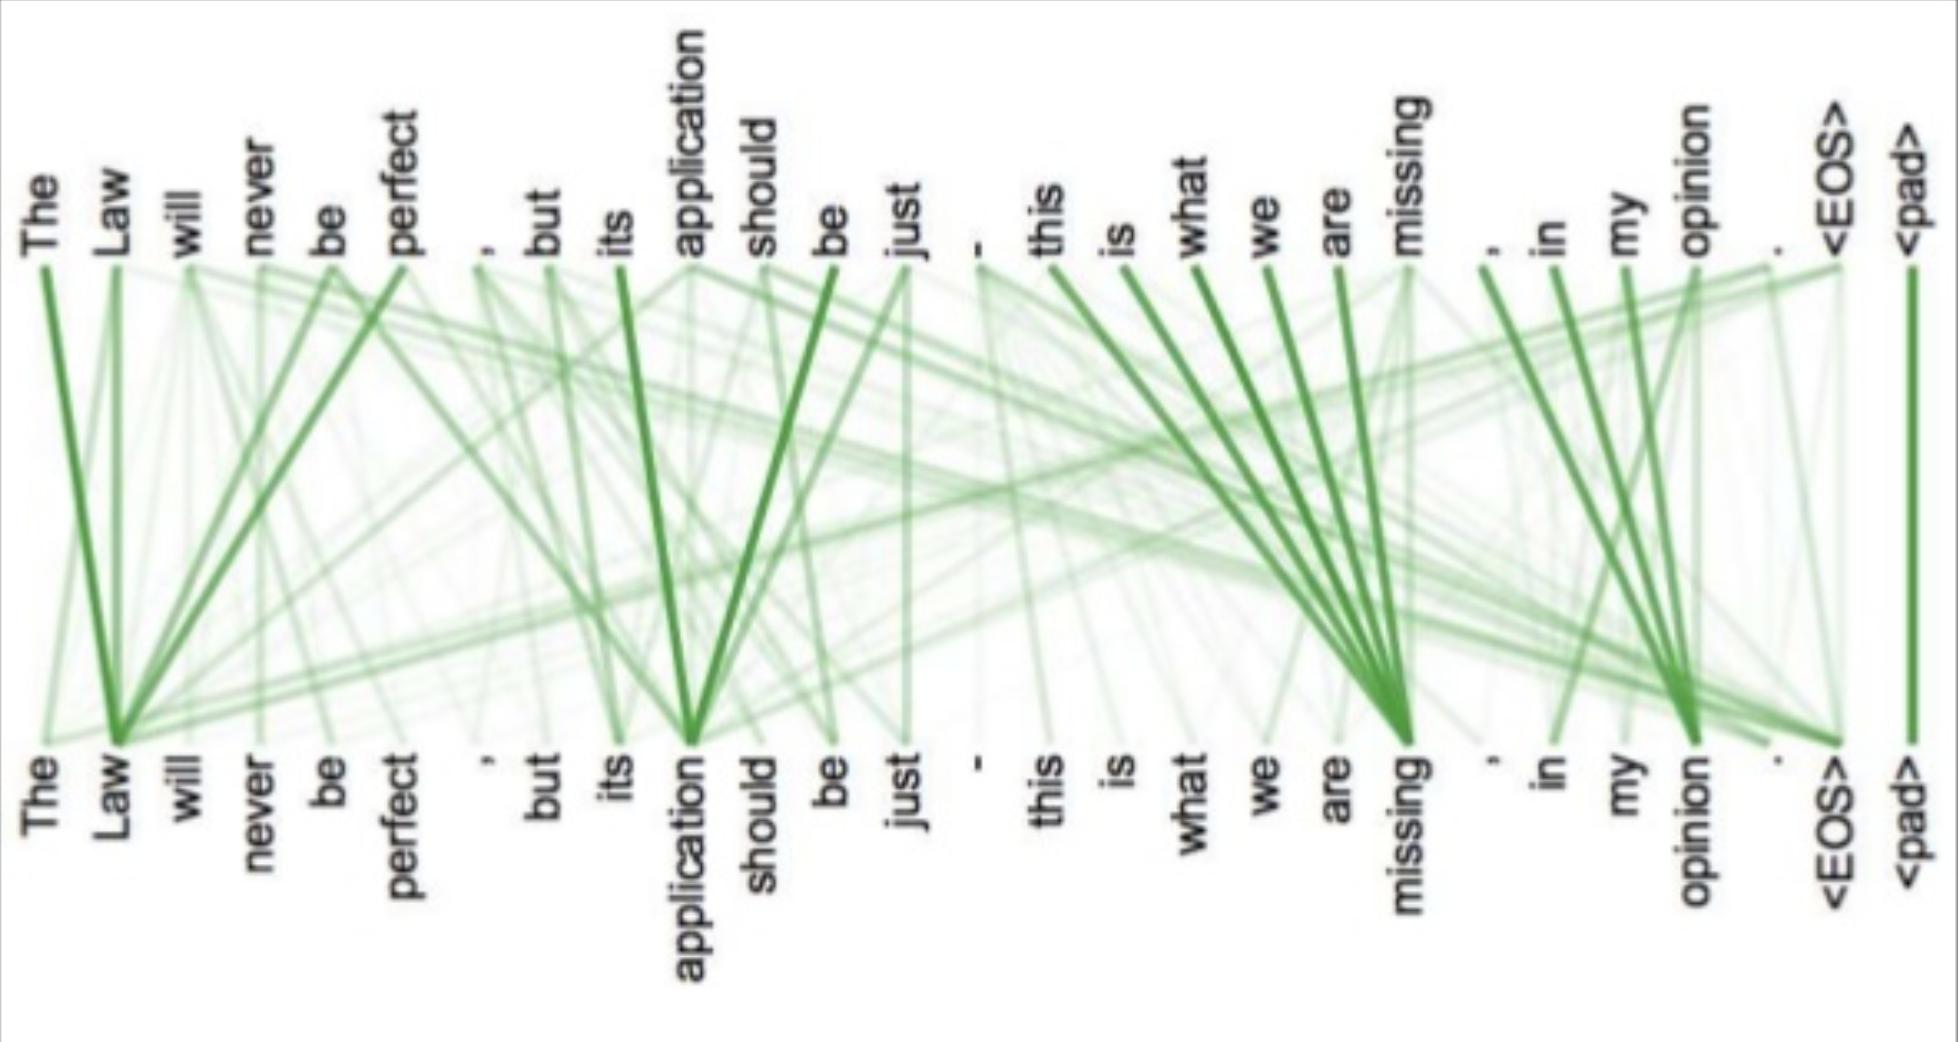 The Law will never be perfect , but its application should be just - this is what we are missing , in my opinion . <EOS> <pad>
The Law will never be perfect , but its application should be just - this is what we are missing , in my opinion . <EOS> <pad>